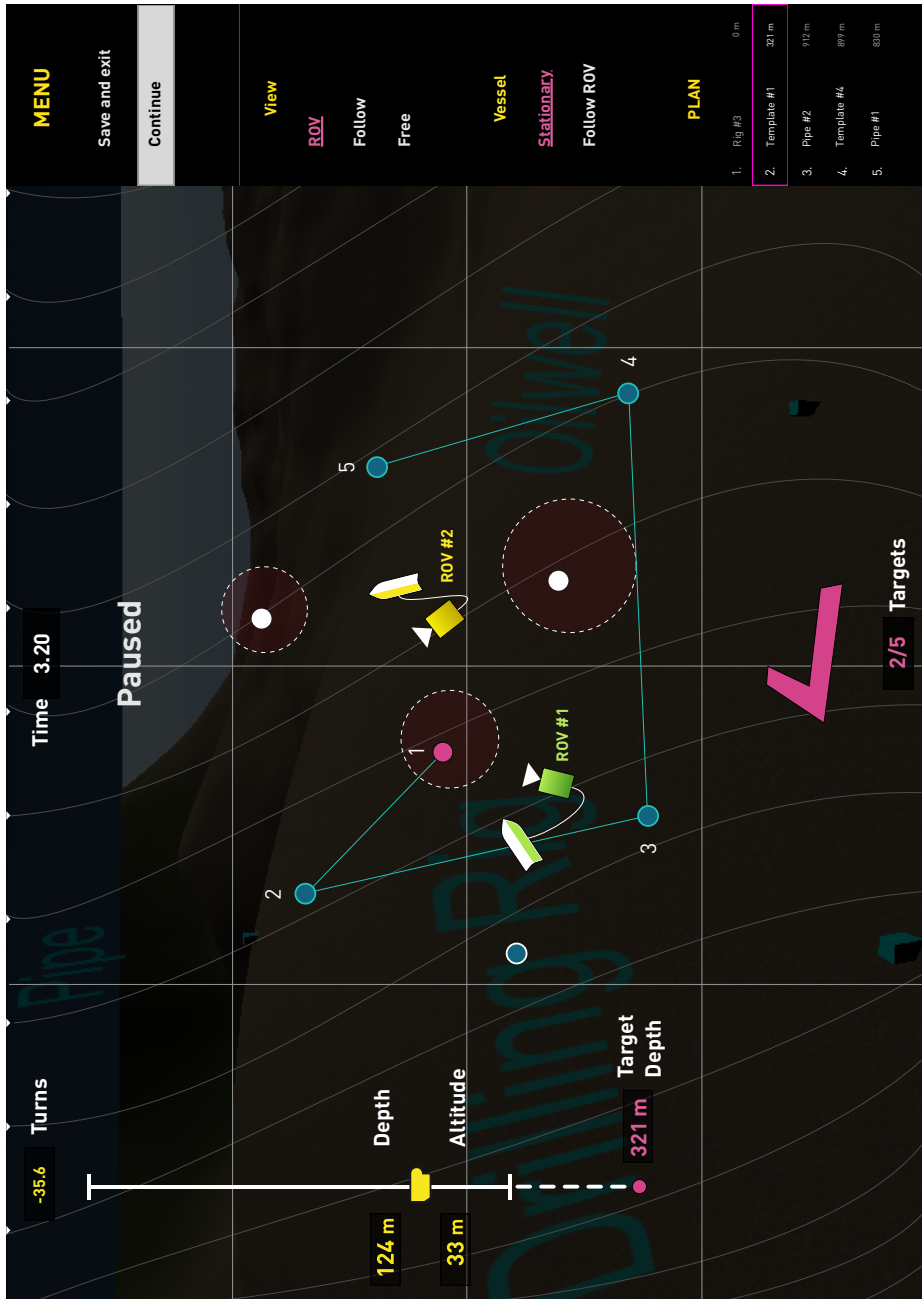 Turns
-35.6
Time
3.20
Paused
Pipe
Drilling Rig
Oilwell
Depth
124 m
Altitude
33 m
Target
Depth
321 m
1
2
3
4
5
ROV #1
ROV #2
2/5
Targets
MENU
Save and exit
Continue
View
ROV
Follow
Free
Vessel
Stationary
Follow ROV
PLAN
1. Rig #3 0 m
2. Template #1 321 m
3. Pipe #2 912 m
4. Template #4 899 m
5. Pipe #1 830 m